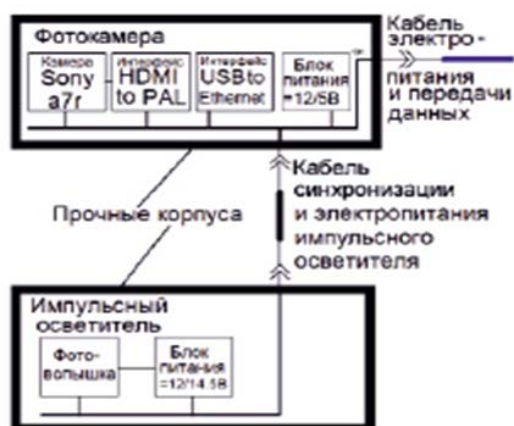 Фотокамера
Камера
Sony
a7r
Интерфейс
HDMI
to PAL
Интерфейс
USB to
Ethernet
Блок
питания
=12/5В
Кабель
электро-
питания
и передачи
данных
Кабель
синхронизации
и электропитания
импульсного
осветителя
Прочные корпуса
Импульсный
осветитель
Фото-
вспышка
Блок
питания
=12/14.5В